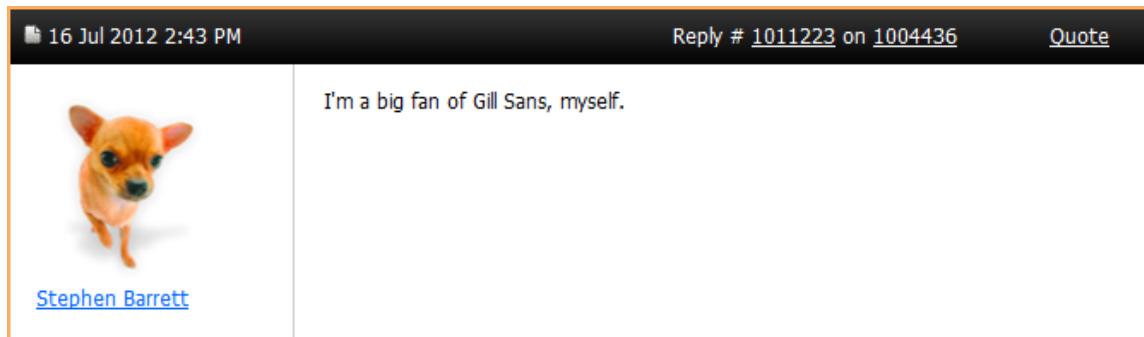 16 Jul 2012 2:43 PM Reply # 1011223 on 1004436 Quote
I'm a big fan of Gill Sans, myself.
Stephen Barrett